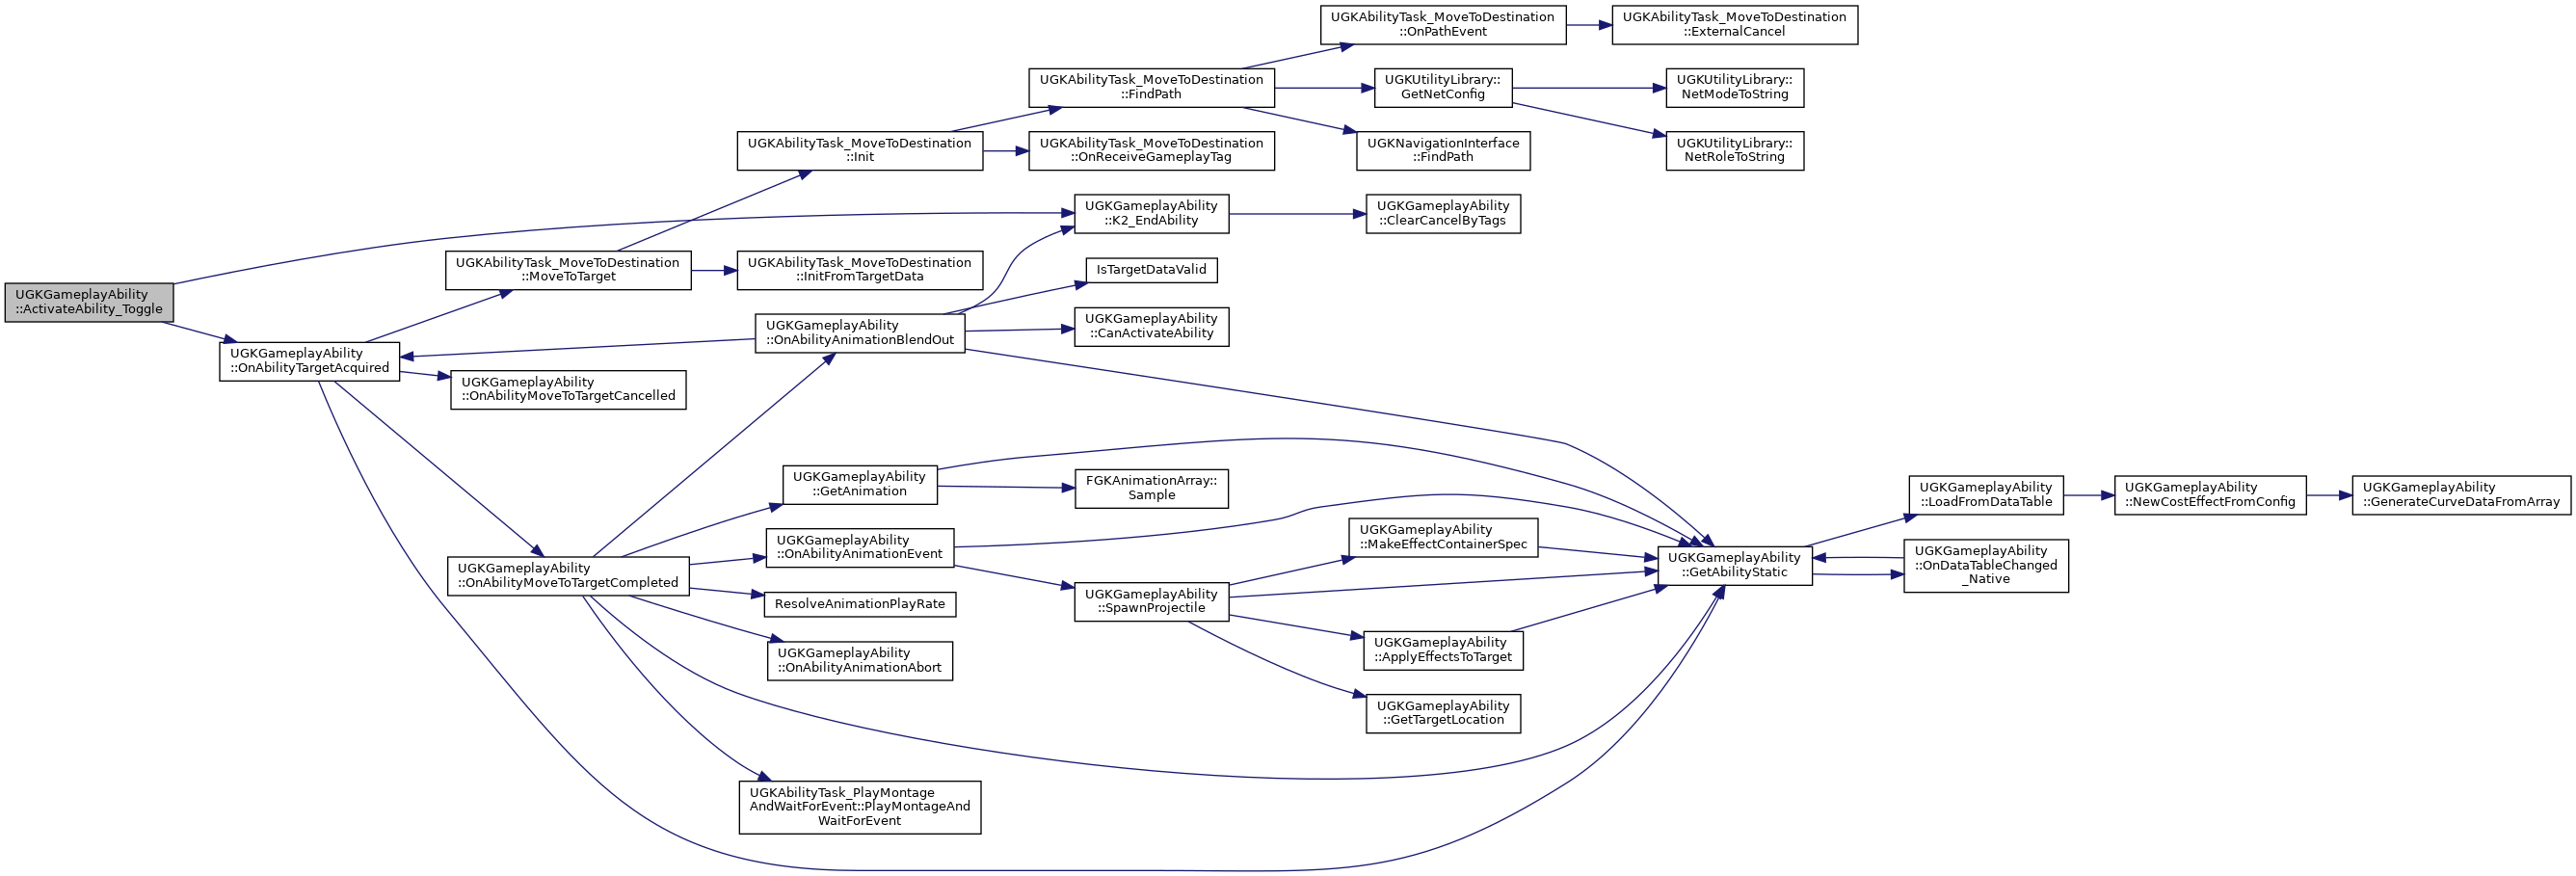 UGKAbilityTask_MoveToDestination
::OnPathEvent
UGKAbilityTask_MoveToDestination
::ExternalCancel
UGKAbilityTask_MoveToDestination
::FindPath
UGKUtilityLibrary::
GetNetConfig
UGKUtilityLibrary::
NetModeToString
UGKAbilityTask_MoveToDestination
::Init
UGKAbilityTask_MoveToDestination
::OnReceiveGameplayTag
UGKNavigationInterface
::FindPath
UGKUtilityLibrary::
NetRoleToString
UGKGameplayAbility
::K2_EndAbility
UGKGameplayAbility
::ClearCancelByTags
UGKAbilityTask_MoveToDestination
::MoveToTarget
UGKAbilityTask_MoveToDestination
::InitFromTargetData
IsTargetDataValid
UGKGameplayAbility
::ActivateAbility_Toggle
UGKGameplayAbility
::OnAbilityAnimationBlendOut
UGKGameplayAbility
::CanActivateAbility
UGKGameplayAbility
::OnAbilityTargetAcquired
UGKGameplayAbility
::OnAbilityMoveToTargetCancelled
UGKGameplayAbility
::GetAnimation
FGKAnimationArray::
Sample
UGKGameplayAbility
::LoadFromDataTable
UGKGameplayAbility
::NewCostEffectFromConfig
UGKGameplayAbility
::GenerateCurveDataFromArray
UGKGameplayAbility
::OnAbilityAnimationEvent
UGKGameplayAbility
::MakeEffectContainerSpec
UGKGameplayAbility
::OnAbilityMoveToTargetCompleted
UGKGameplayAbility
::GetAbilityStatic
UGKGameplayAbility
::OnDataTableChanged
_Native
ResolveAnimationPlayRate
UGKGameplayAbility
::SpawnProjectile
UGKGameplayAbility
::OnAbilityAnimationAbort
UGKGameplayAbility
::ApplyEffectsToTarget
UGKGameplayAbility
::GetTargetLocation
UGKAbilityTask_PlayMontage
AndWaitForEvent::PlayMontageAnd
WaitForEvent